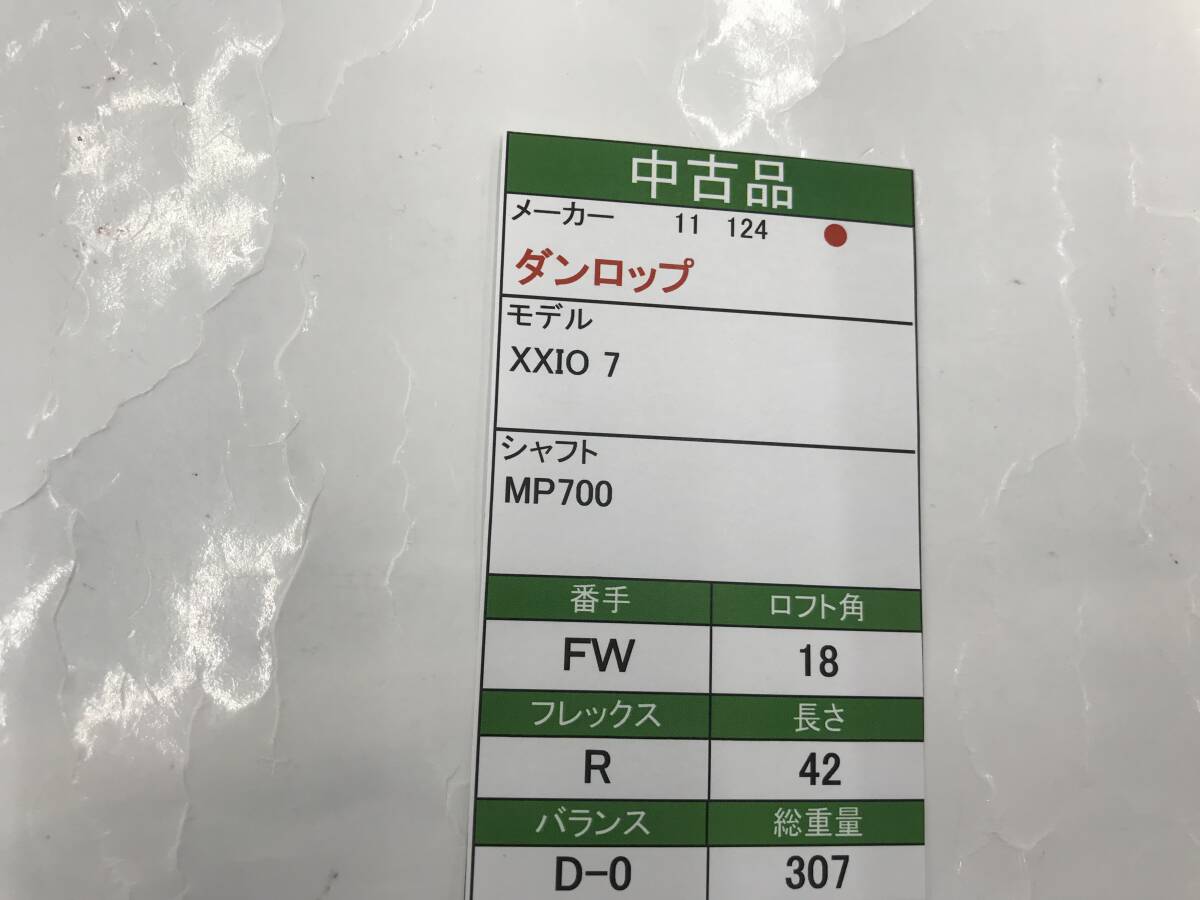 中古品
メーカー 11 124
ダンロップ
モデル
XXIO 7
シャフト
MP700
番手 ロフト角
FW 18
フレックス 長さ
R 42
バランス 総重量
D-0 307